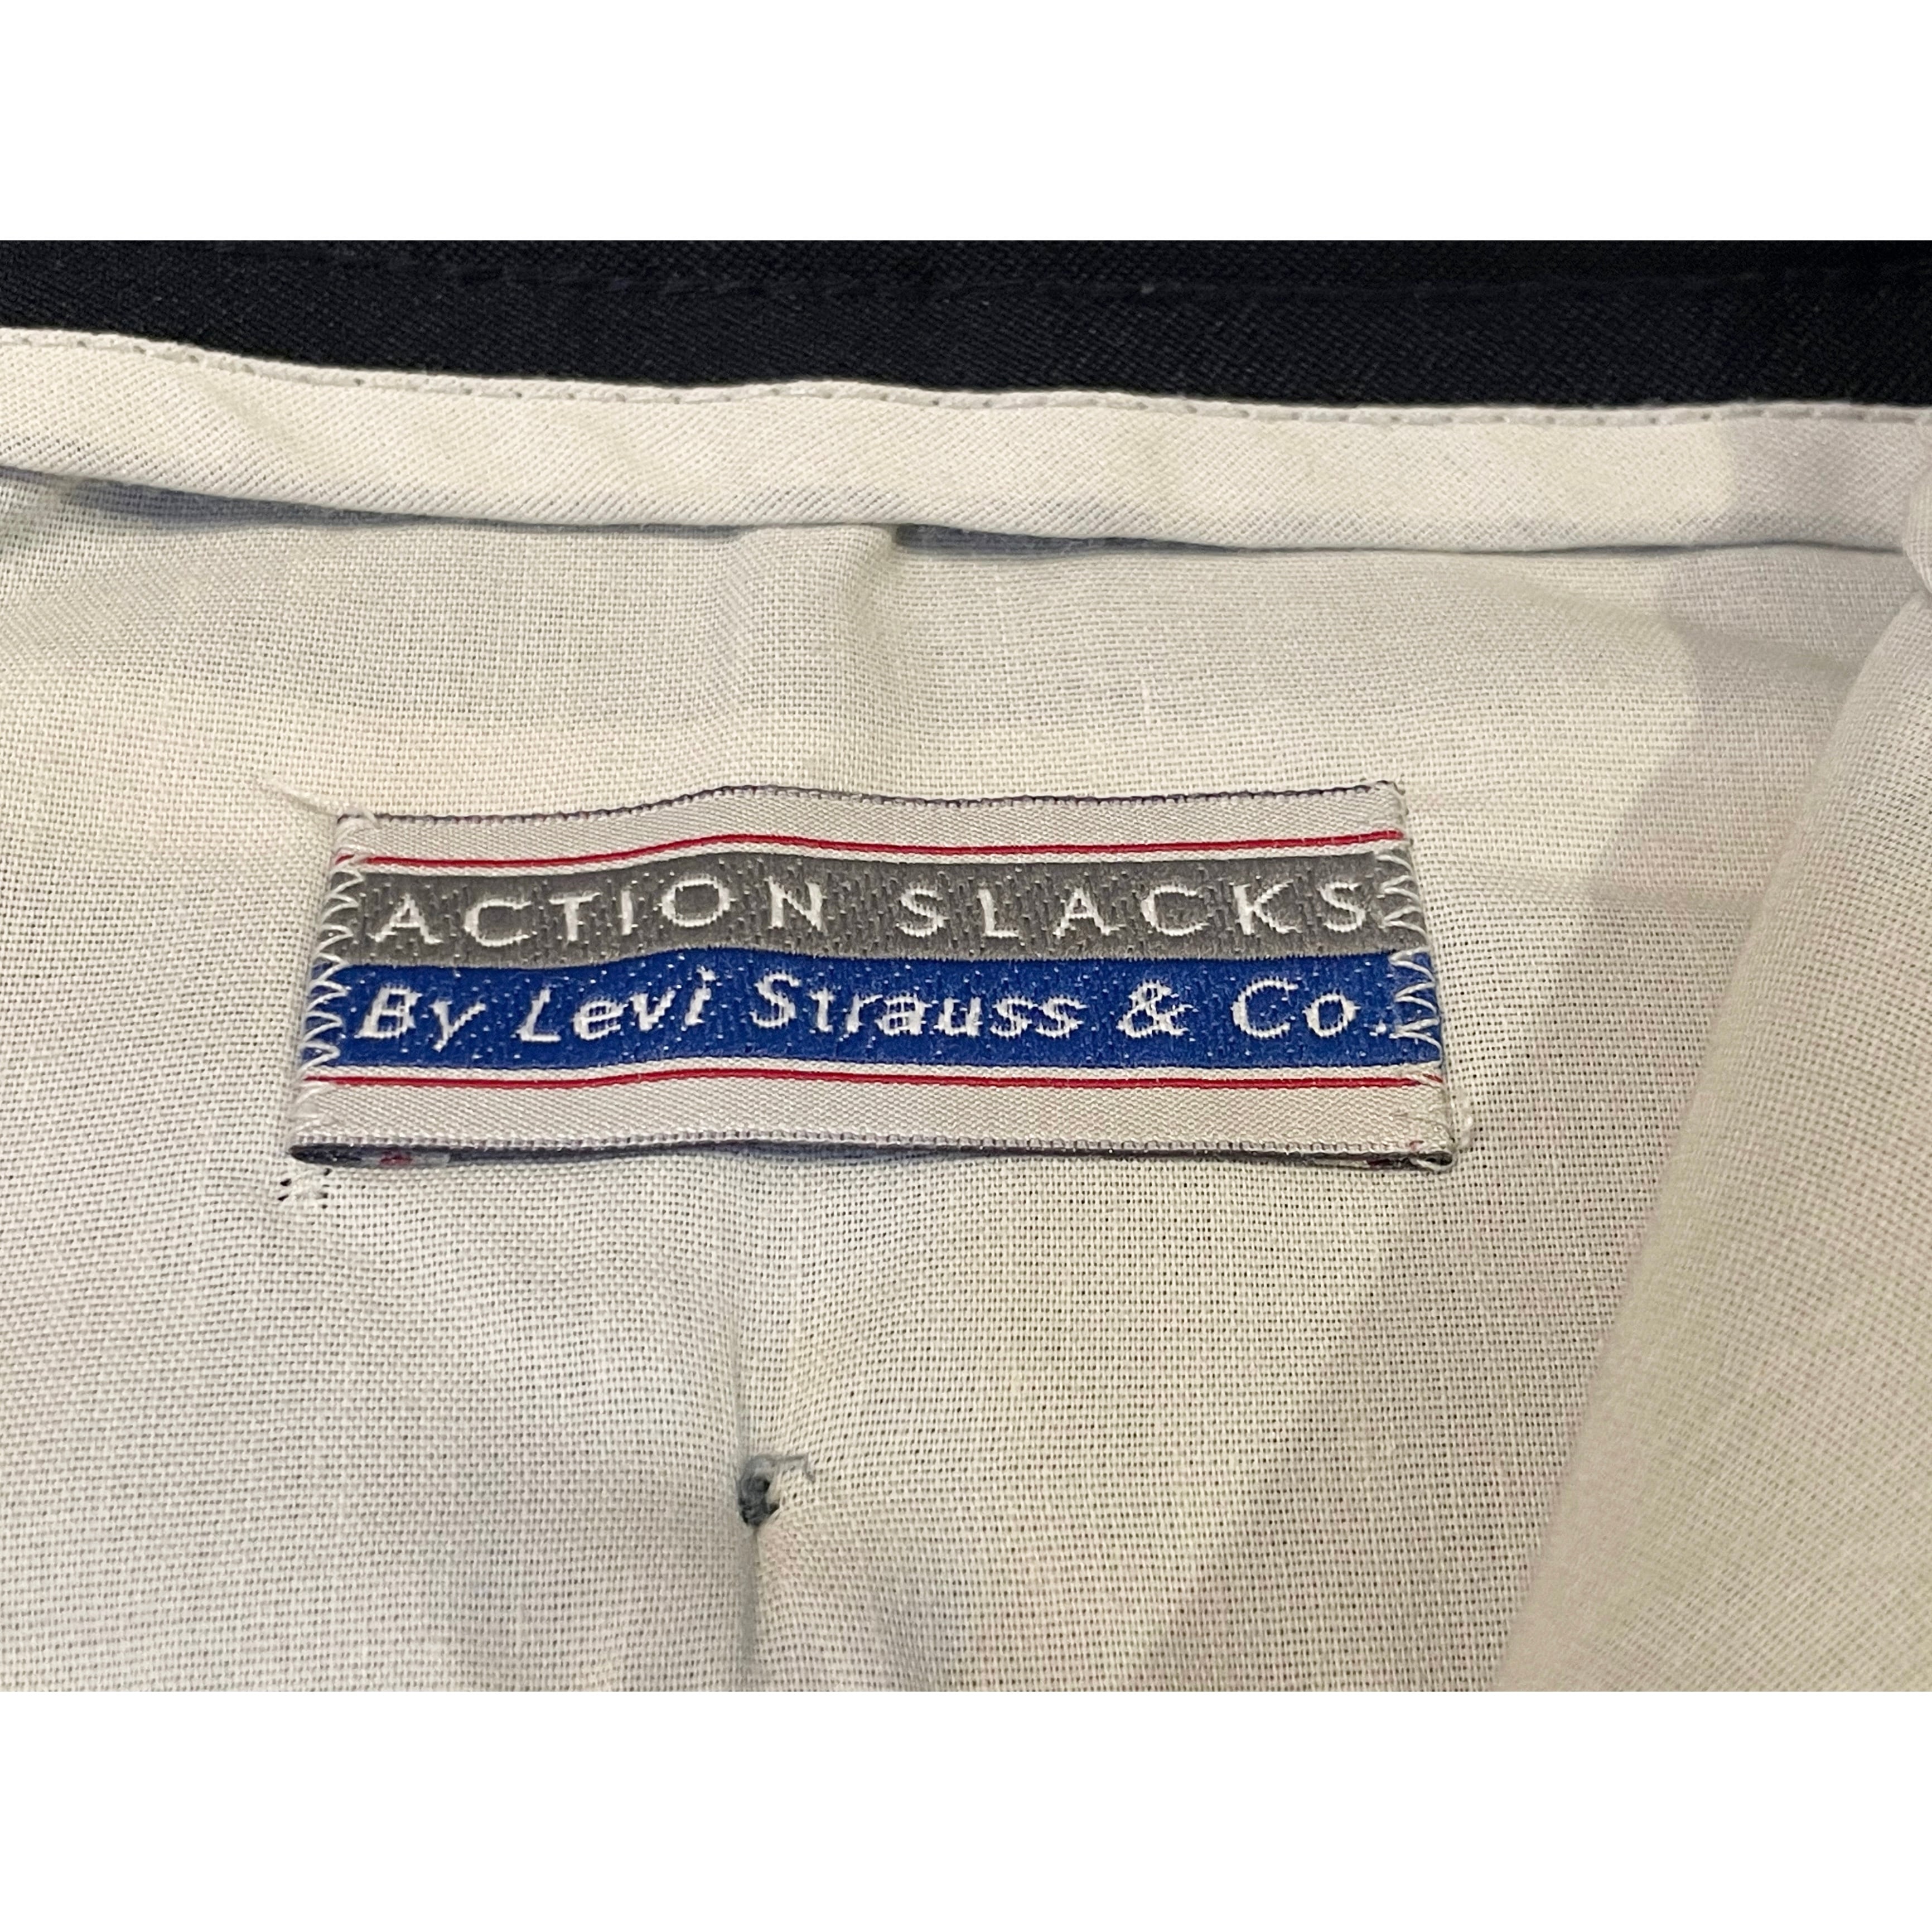 ACTION SLACKS
By Levi Strauss & Co.